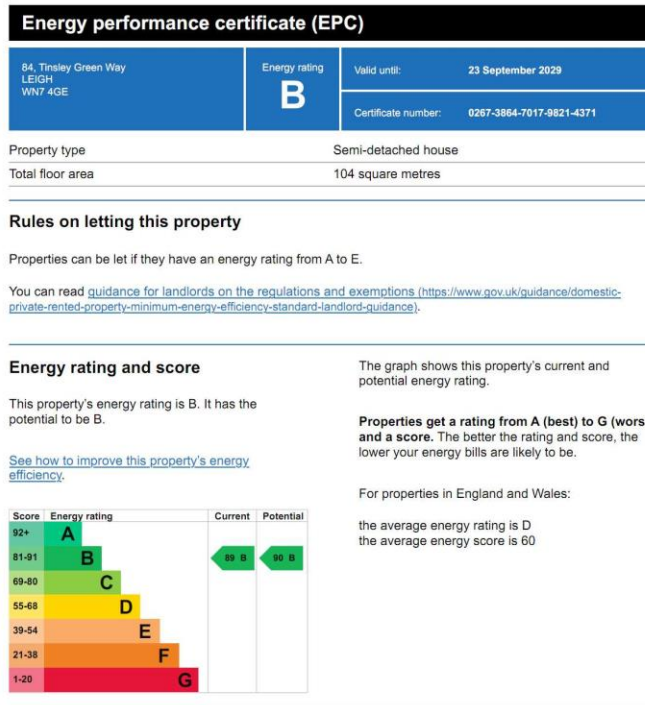 Energy performance certificate (EPC)
84, Tinsley Green Way
LEIGH
WN7 4GE
Energy rating
B
Valid until: 23 September 2029
Certificate number: 0267-3864-7017-9821-4371
Property type Semi-detached house
Total floor area 104 square metres
Rules on letting this property
Properties can be let if they have an energy rating from A to E.
You can read guidance for landlords on the regulations and exemptions (https://www.gov.uk/guidance/domestic-
private-rented-property-minimum-energy-efficiency-standard-landlord-guidance).
Energy rating and score
This property's energy rating is B. It has the
potential to be B.
See how to improve this property's energy
efficiency.
Score Energy rating Current Potential
92+ A
81-91 B 89 B 90 B
69-80 C
55-68 D
39-54 E
21-38 F
1-20 G
The graph shows this property's current and
potential energy rating.
Properties get a rating from A (best) to G (wors
and a score. The better the rating and score, the
lower your energy bills are likely to be.
For properties in England and Wales:
the average energy rating is D
the average energy score is 60